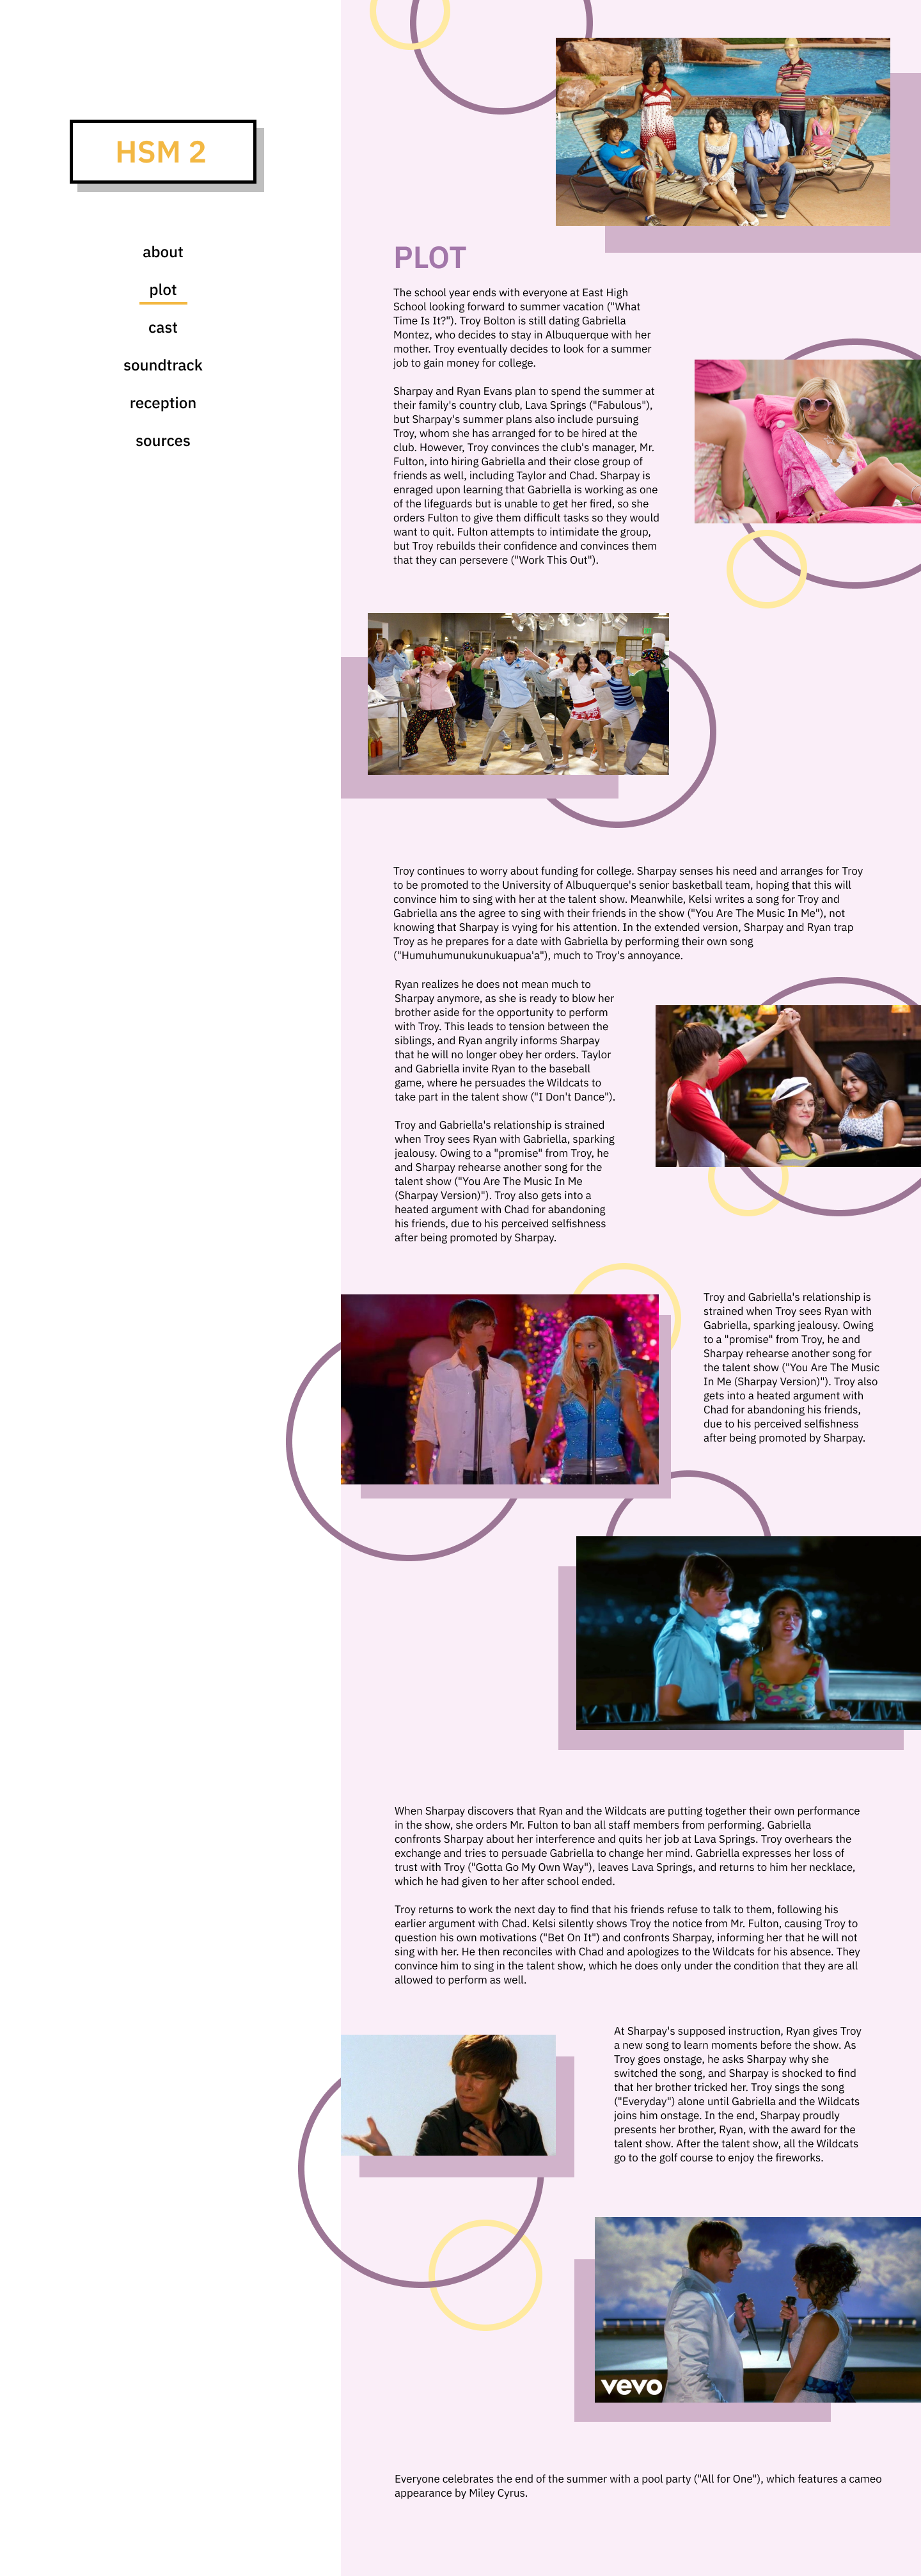 HSM 2
about
plot
cast
soundtrack
reception
sources
PLOT
The school year ends with everyone at East High
School looking forward to summer vacation ("What
Time Is It?"). Troy Bolton is still dating Gabriella
Montez, who decides to stay in Albuquerque with her
mother. Troy eventually decides to look for a summer
job to gain money for college.
Sharpay and Ryan Evans plan to spend the summer at
their family's country club, Lava Springs ("Fabulous"),
but Sharpay's summer plans also include pursuing
Troy, whom she has arranged for to be hired at the
club. However, Troy convinces the club's manager, Mr.
Fulton, into hiring Gabriella and their close group of
friends as well, including Taylor and Chad. Sharpay is
enraged upon learning that Gabriella is working as one
of the lifeguards but is unable to get her fired, so she
orders Fulton to give them difficult tasks so they would
want to quit. Fulton attempts to intimidate the group,
but Troy rebuilds their confidence and convinces them
that they can persevere ("Work This Out").
Troy continues to worry about funding for college. Sharpay senses his need and arranges for Troy
to be promoted to the University of Albuquerque's senior basketball team, hoping that this will
convince him to sing with her at the talent show. Meanwhile, Kelsi writes a song for Troy and
Gabriella ans the agree to sing with their friends in the show ("You Are The Music In Me"), not
knowing that Sharpay is vying for his attention. In the extended version, Sharpay and Ryan trap
Troy as he prepares for a date with Gabriella by performing their own song
("Humuhumunukunukuapua'a"), much to Troy's annoyance.
Ryan realizes he does not mean much to
Sharpay anymore, as she is ready to blow her
brother aside for the opportunity to perform
with Troy. This leads to tension between the
siblings, and Ryan angrily informs Sharpay
that he will no longer obey her orders. Taylor
and Gabriella invite Ryan to the baseball
game, where he persuades the Wildcats to
take part in the talent show ("I Don't Dance").
Troy and Gabriella's relationship is strained
when Troy sees Ryan with Gabriella, sparking
jealousy. Owing to a "promise" from Troy, he
and Sharpay rehearse another song for the
talent show ("You Are The Music In Me
(Sharpay Version)"). Troy also gets into a
heated argument with Chad for abandoning
his friends, due to his perceived selfishness
after being promoted by Sharpay.
Troy and Gabriella's relationship is
strained when Troy sees Ryan with
Gabriella, sparking jealousy. Owing
to a "promise" from Troy, he and
Sharpay rehearse another song for
the talent show ("You Are The Music
In Me (Sharpay Version)"). Troy also
gets into a heated argument with
Chad for abandoning his friends,
due to his perceived selfishness
after being promoted by Sharpay.
When Sharpay discovers that Ryan and the Wildcats are putting together their own performance
in the show, she orders Mr. Fulton to ban all staff members from performing. Gabriella
confronts Sharpay about her interference and quits her job at Lava Springs. Troy overhears the
exchange and tries to persuade Gabriella to change her mind. Gabriella expresses her loss of
trust with Troy ("Gotta Go My Own Way"), leaves Lava Springs, and returns to him her necklace,
which he had given to her after school ended.
Troy returns to work the next day to find that his friends refuse to talk to them, following his
earlier argument with Chad. Kelsi silently shows Troy the notice from Mr. Fulton, causing Troy to
question his own motivations ("Bet On It") and confronts Sharpay, informing her that he will not
sing with her. He then reconciles with Chad and apologizes to the Wildcats for his absence. They
convince him to sing in the talent show, which he does only under the condition that they are all
allowed to perform as well.
At Sharpay's supposed instruction, Ryan gives Troy
a new song to learn moments before the show. As
Troy goes onstage, he asks Sharpay why she
switched the song, and Sharpay is shocked to find
that her brother tricked her. Troy sings the song
("Everyday") alone until Gabriella and the Wildcats
joins him onstage. In the end, Sharpay proudly
presents her brother, Ryan, with the award for the
talent show. After the talent show, all the Wildcats
go to the golf course to enjoy the fireworks.
vevo
Everyone celebrates the end of the summer with a pool party ("All for One"), which features a cameo
appearance by Miley Cyrus.